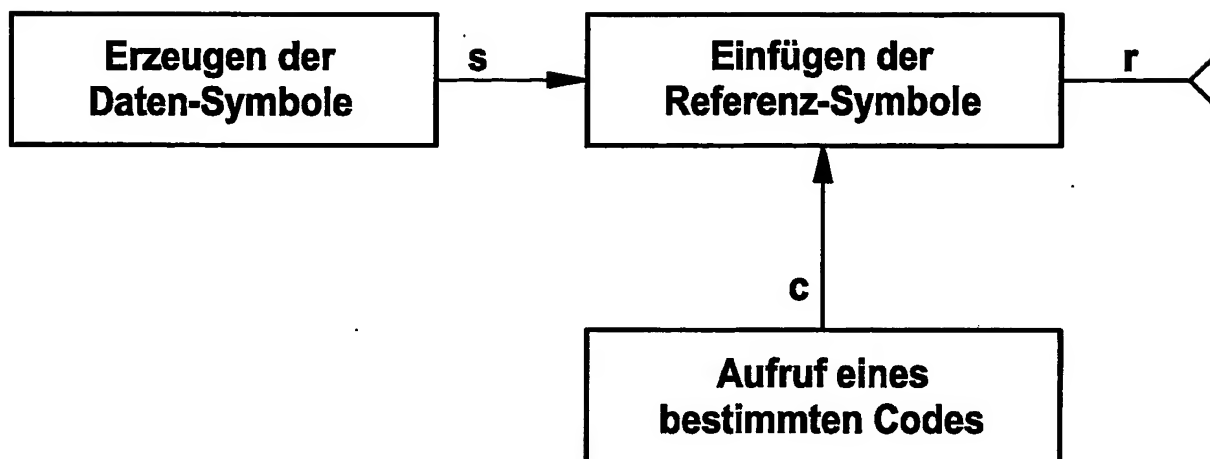 Erzeugen der
Daten-Symbole
s
Einfügen der
Referenz-Symbole
r
c
Aufruf eines
bestimmten Codes